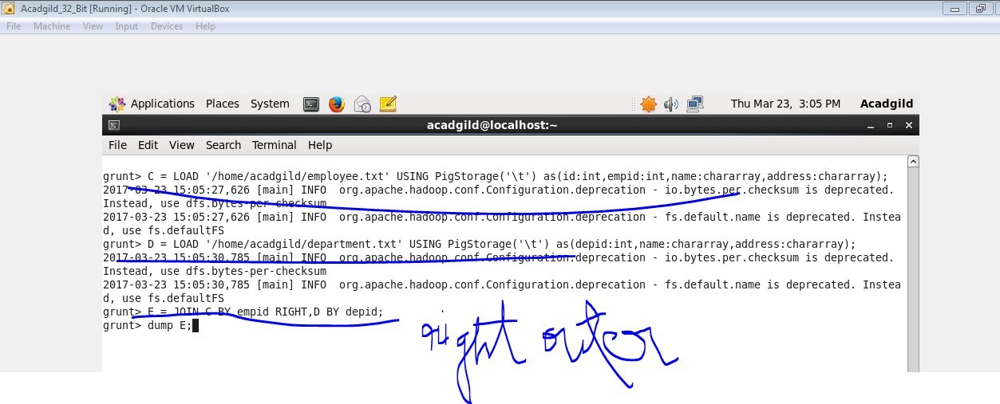 Acadgild_32_Bit [Running] - Oracle VM VirtualBox
File Machine View Input Devices Help
Applications Places System Thu Mar 23, 3:05 PM Acadgild
acadgild@localhost:~
File Edit View Search Terminal Help
grunt> C = LOAD '/home/acadgild/employee.txt' USING PigStorage('\t') as(id:int,empid:int,name:chararray,address:chararray);
2017-03-23 15:05:27,626 [main] INFO  org.apache.hadoop.conf.Configuration.deprecation - io.bytes.per.checksum is deprecated.
Instead, use dfs.bytes-per-checksum
2017-03-23 15:05:27,626 [main] INFO  org.apache.hadoop.conf.Configuration.deprecation - fs.default.name is deprecated. Instea
d, use fs.defaultFS
grunt> D = LOAD '/home/acadgild/department.txt' USING PigStorage('\t') as(depid:int,name:chararray,address:chararray);
2017-03-23 15:05:30,785 [main] INFO  org.apache.hadoop.conf.Configuration.deprecation - io.bytes.per.checksum is deprecated.
Instead, use dfs.bytes-per-checksum
2017-03-23 15:05:30,785 [main] INFO  org.apache.hadoop.conf.Configuration.deprecation - fs.default.name is deprecated. Instea
d, use fs.defaultFS
grunt> E = JOIN C BY empid RIGHT,D BY depid;
grunt> dump E;
right outer